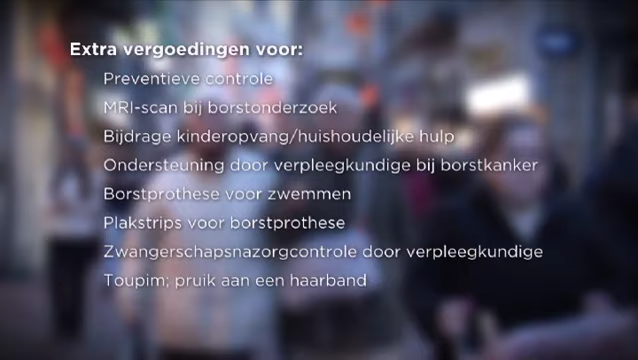 Extra vergoedingen voor:
Preventieve controle
MRI-scan bij borstonderzoek
Bijdrage kinderopvang/huishoudelijke hulp
Ondersteuning door verpleegkundige bij borstkanker
Borstprothese voor zwemmen
Plakstrips voor borstprothese
Zwangerschapsnazorgcontrole door verpleegkundige
Toupim; pruik aan een haarband